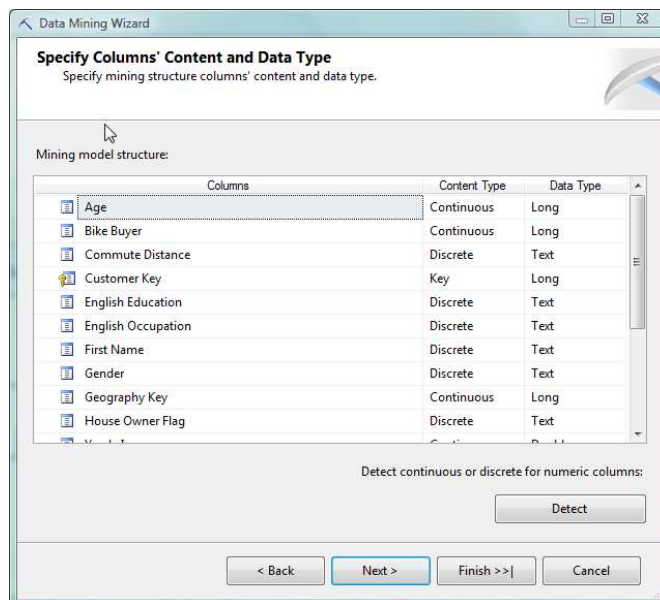 Data Mining Wizard
Specify Columns' Content and Data Type
Specify mining structure columns' content and data type.
Mining model structure:
Columns Content Type Data Type
Age Continuous Long
Bike Buyer Continuous Long
Commute Distance Discrete Text
Customer Key Key Long
English Education Discrete Text
English Occupation Discrete Text
First Name Discrete Text
Gender Discrete Text
Geography Key Continuous Long
House Owner Flag Discrete Text
Detect continuous or discrete for numeric columns:
Detect
< Back Next > Finish >>| Cancel